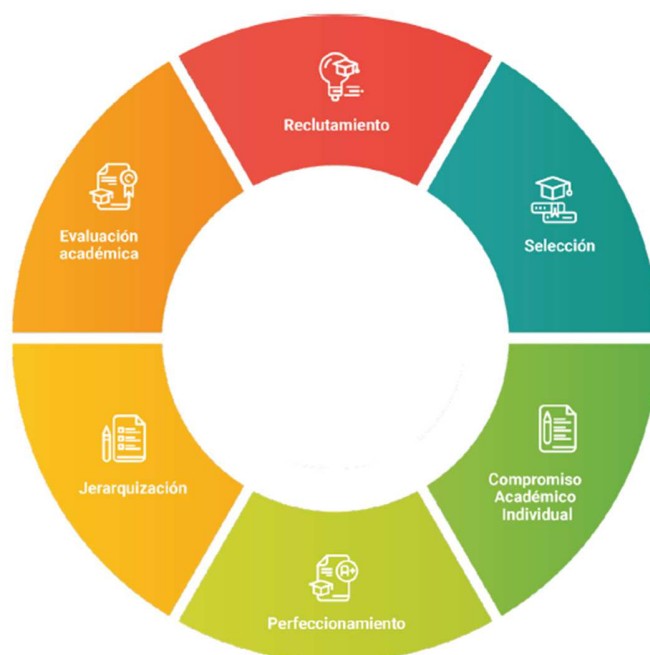 Reclutamiento
Selección
Compromiso
Académico
Individual
A+
Perfeccionamiento
Jerarquización
Evaluación
académica